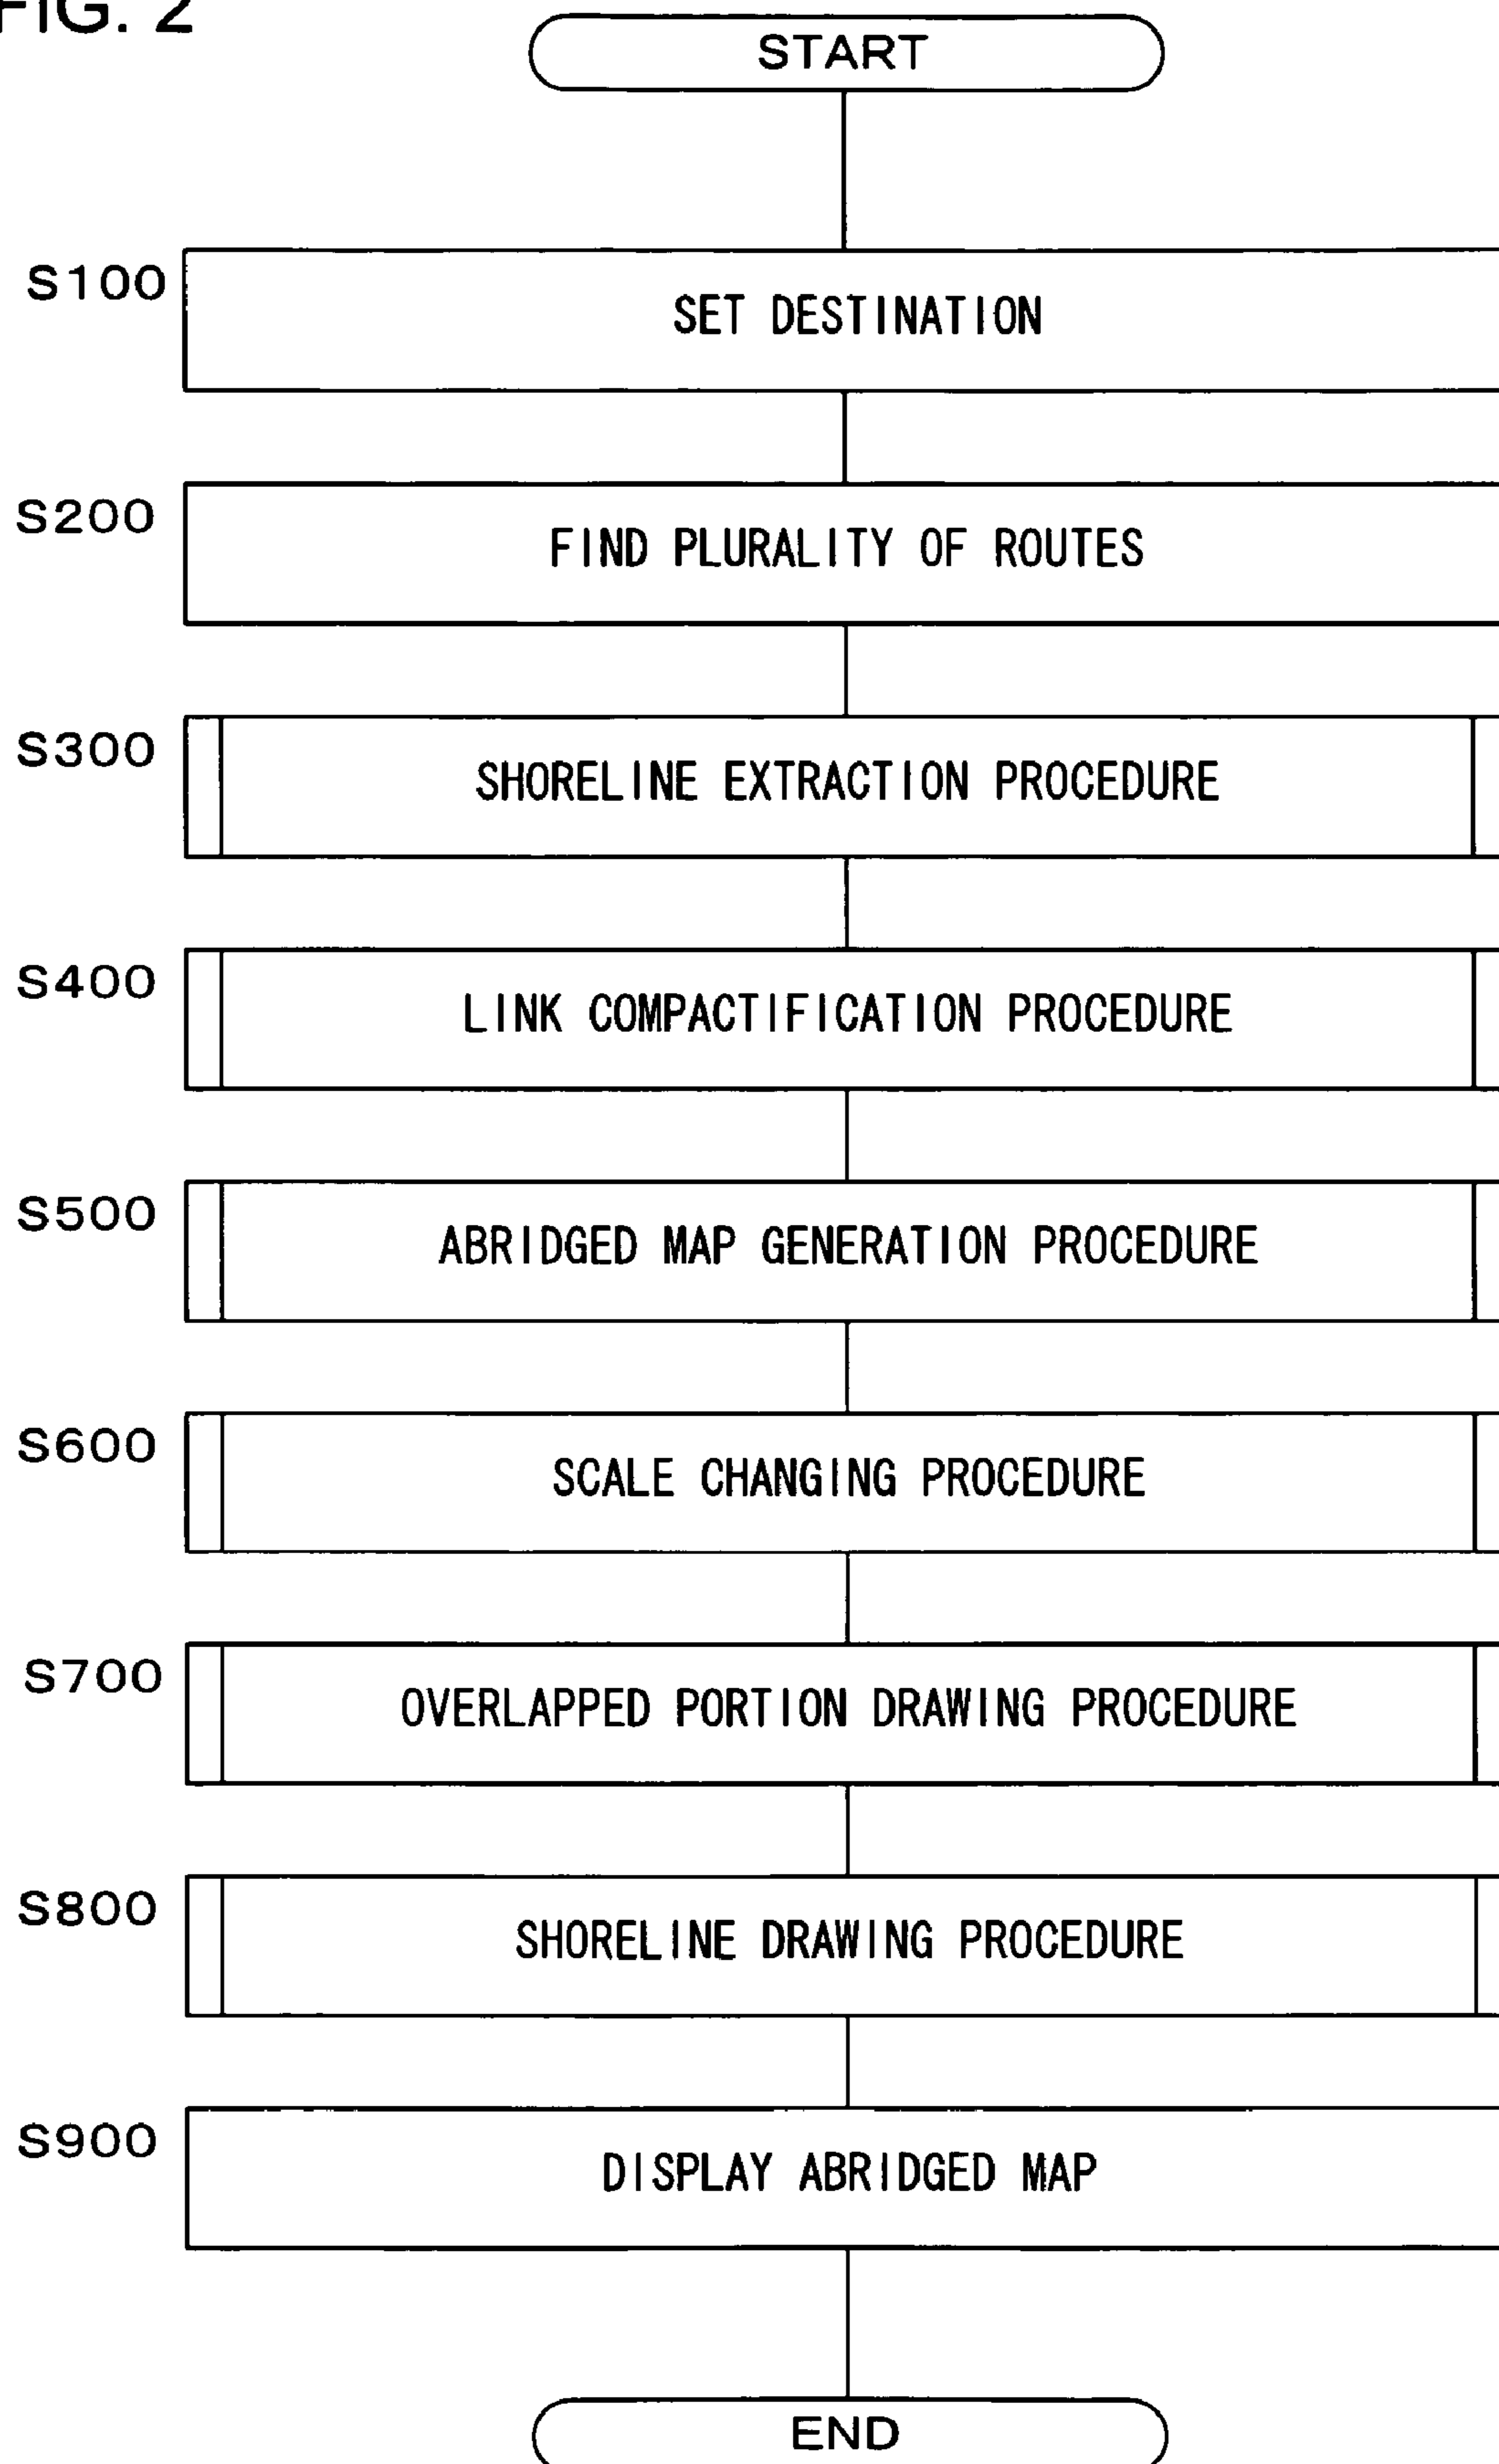 FIG. 2
START
S100
SET DESTINATION
S200
FIND PLURALITY OF ROUTES
S300
SHORELINE EXTRACTION PROCEDURE
S400
LINK COMPACTIFICATION PROCEDURE
S500
ABRIDGED MAP GENERATION PROCEDURE
S600
SCALE CHANGING PROCEDURE
S700
OVERLAPPED PORTION DRAWING PROCEDURE
S800
SHORELINE DRAWING PROCEDURE
S900
DISPLAY ABRIDGED MAP
END